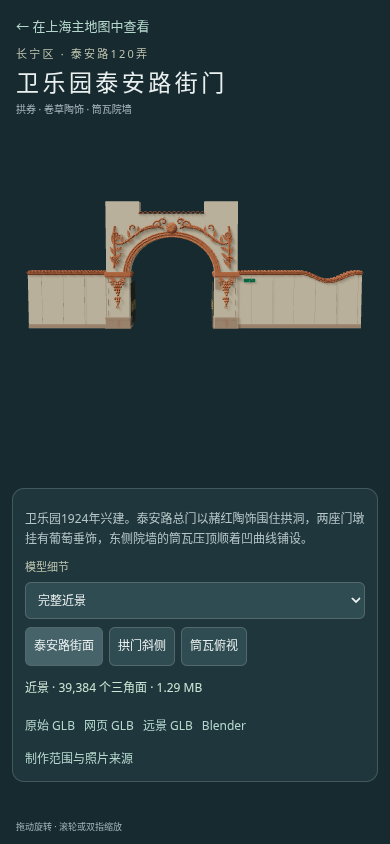 ← 在上海主地图中查看
长宁区 · 泰安路120弄
卫乐园泰安路街门
拱券 · 卷草陶饰 · 筒瓦院墙
卫乐园1924年兴建。泰安路总门以赭红陶饰围住拱洞，两座门墩
挂有葡萄垂饰，东侧院墙的筒瓦压顶顺着凹曲线铺设。
模型细节
完整近景
泰安路街面 拱门斜侧 筒瓦俯视
近景 · 39,384 个三角面 · 1.29 MB
原始 GLB 网页 GLB 远景 GLB Blender
制作范围与照片来源
拖动旋转 · 滚轮或双指缩放